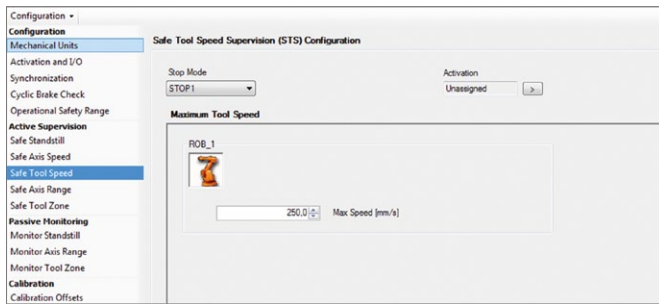 Configuration
Configuration
Mechanical Units
Activation and I/O
Synchronization
Cyclic Brake Check
Operational Safety Range
Active Supervision
Safe Standstill
Safe Axis Speed
Safe Tool Speed
Safe Axis Range
Safe Tool Zone
Passive Monitoring
Monitor Standstill
Monitor Axis Range
Monitor Tool Zone
Calibration
Calibration Offsets
Safe Tool Speed Supervision (STS) Configuration
Stop Mode
STOP1
Activation
Unassigned >
Maximum Tool Speed
ROB_1
250.0 Max Speed [mm/s]